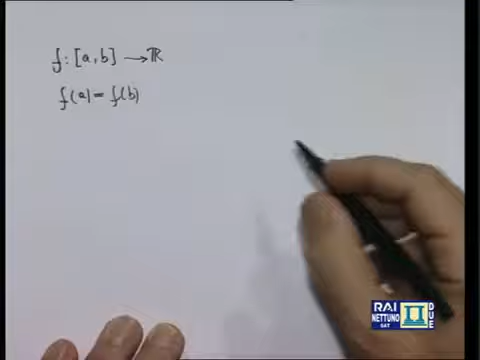 f: [a, b] → ℝ
f(a) = f(b)
RAI
NETTUNO
SAT
DUE